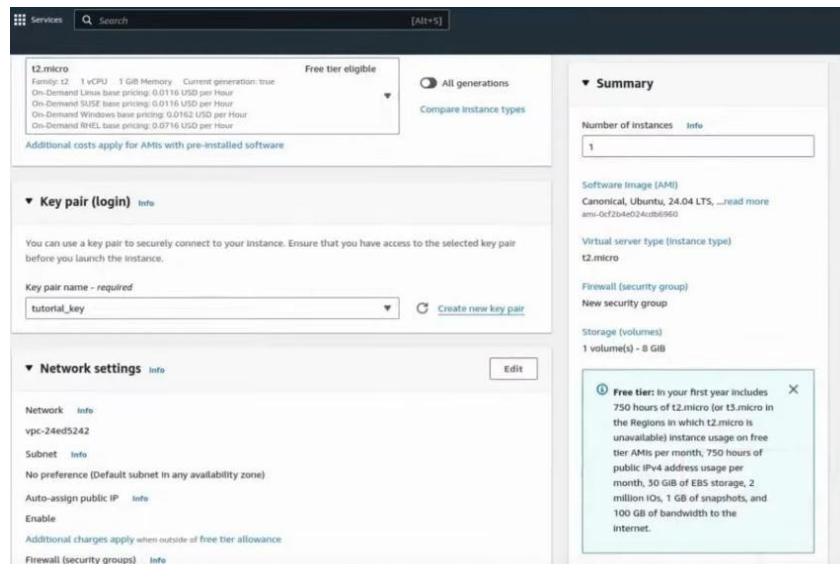 Services
Search
[Alt+S]
t2.micro
Free tier eligible
Family: t2 1 vCPU 1 GiB Memory Current generation: true
On-Demand Linux base pricing: 0.0116 USD per Hour
On-Demand SUSE base pricing: 0.0116 USD per Hour
On-Demand Windows base pricing: 0.0162 USD per Hour
On-Demand RHEL base pricing: 0.0716 USD per Hour
All generations
Compare instance types
Additional costs apply for AMIs with pre-installed software
Key pair (login) Info
You can use a key pair to securely connect to your instance. Ensure that you have access to the selected key pair
before you launch the instance.
Key pair name - required
tutorial_key
Create new key pair
Network settings Info
Edit
Network Info
vpc-24ed5242
Subnet Info
No preference (Default subnet in any availability zone)
Auto-assign public IP Info
Enable
Additional charges apply when outside of free tier allowance
Firewall (security groups) Info
Summary
Number of instances Info
1
Software Image (AMI)
Canonical, Ubuntu, 24.04 LTS, ...read more
ami-0cf2b4e024cdb6960
Virtual server type (instance type)
t2.micro
Firewall (security group)
New security group
Storage (volumes)
1 volume(s) - 8 GiB
Free tier: In your first year includes
750 hours of t2.micro (or t3.micro in
the Regions in which t2.micro is
unavailable) instance usage on free
tier AMIs per month, 750 hours of
public IPv4 address usage per
month, 30 GiB of EBS storage, 2
million IOs, 1 GB of snapshots, and
100 GB of bandwidth to the
internet.